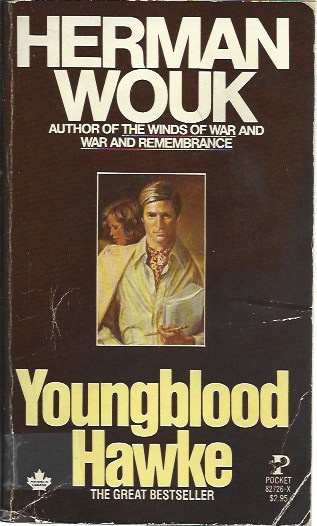 HERMAN
WOUK
AUTHOR OF THE WINDS OF WAR AND
WAR AND REMEMBRANCE
Youngblood
Hawke
THE GREAT BESTSELLER
POCKET
82726-X
$2.95